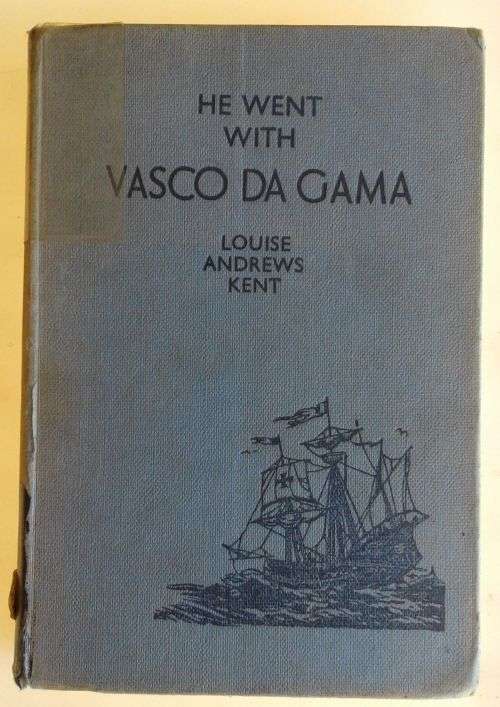 HE WENT
WITH
VASCO DA GAMA
LOUISE
ANDREWS
KENT